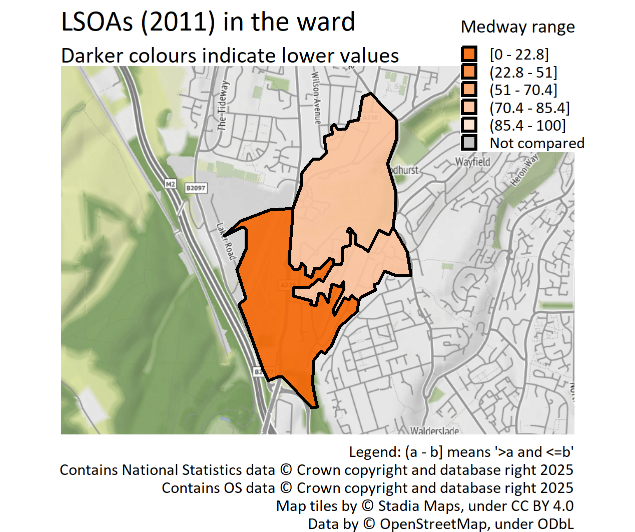 LSOAs (2011) in the ward
Darker colours indicate lower values
Medway range
[0 - 22.8]
(22.8 - 51]
(51 - 70.4]
(70.4 - 85.4]
(85.4 - 100]
Not compared
The Tideway
Wilson Avenue
dhurst
Wayfield
Heron Way
M2
B2097
Laker Road
B2
Walderslade
Legend: (a - b] means '>a and <=b'
Contains National Statistics data © Crown copyright and database right 2025
Contains OS data © Crown copyright and database right 2025
Map tiles by © Stadia Maps, under CC BY 4.0
Data by © OpenStreetMap, under ODbL